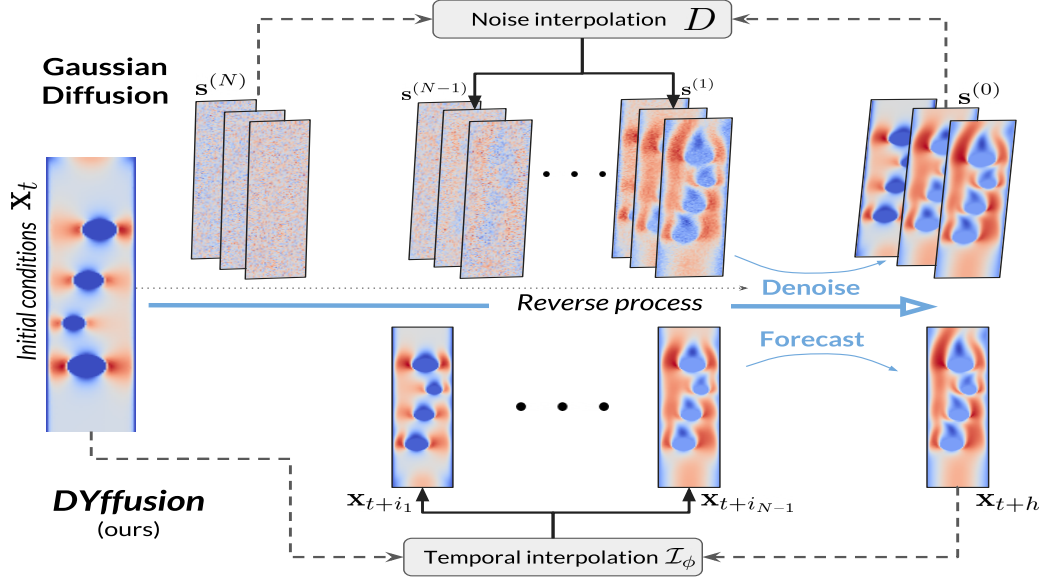 Noise interpolation D
Gaussian
Diffusion
s^(N)
s^(N−1)
s^(1)
s^(0)
Initial conditions x_t
Denoise
Reverse process
Forecast
x_{t+i_1}
x_{t+i_{N−1}}
x_{t+h}
DYffusion
(ours)
Temporal interpolation I_ϕ